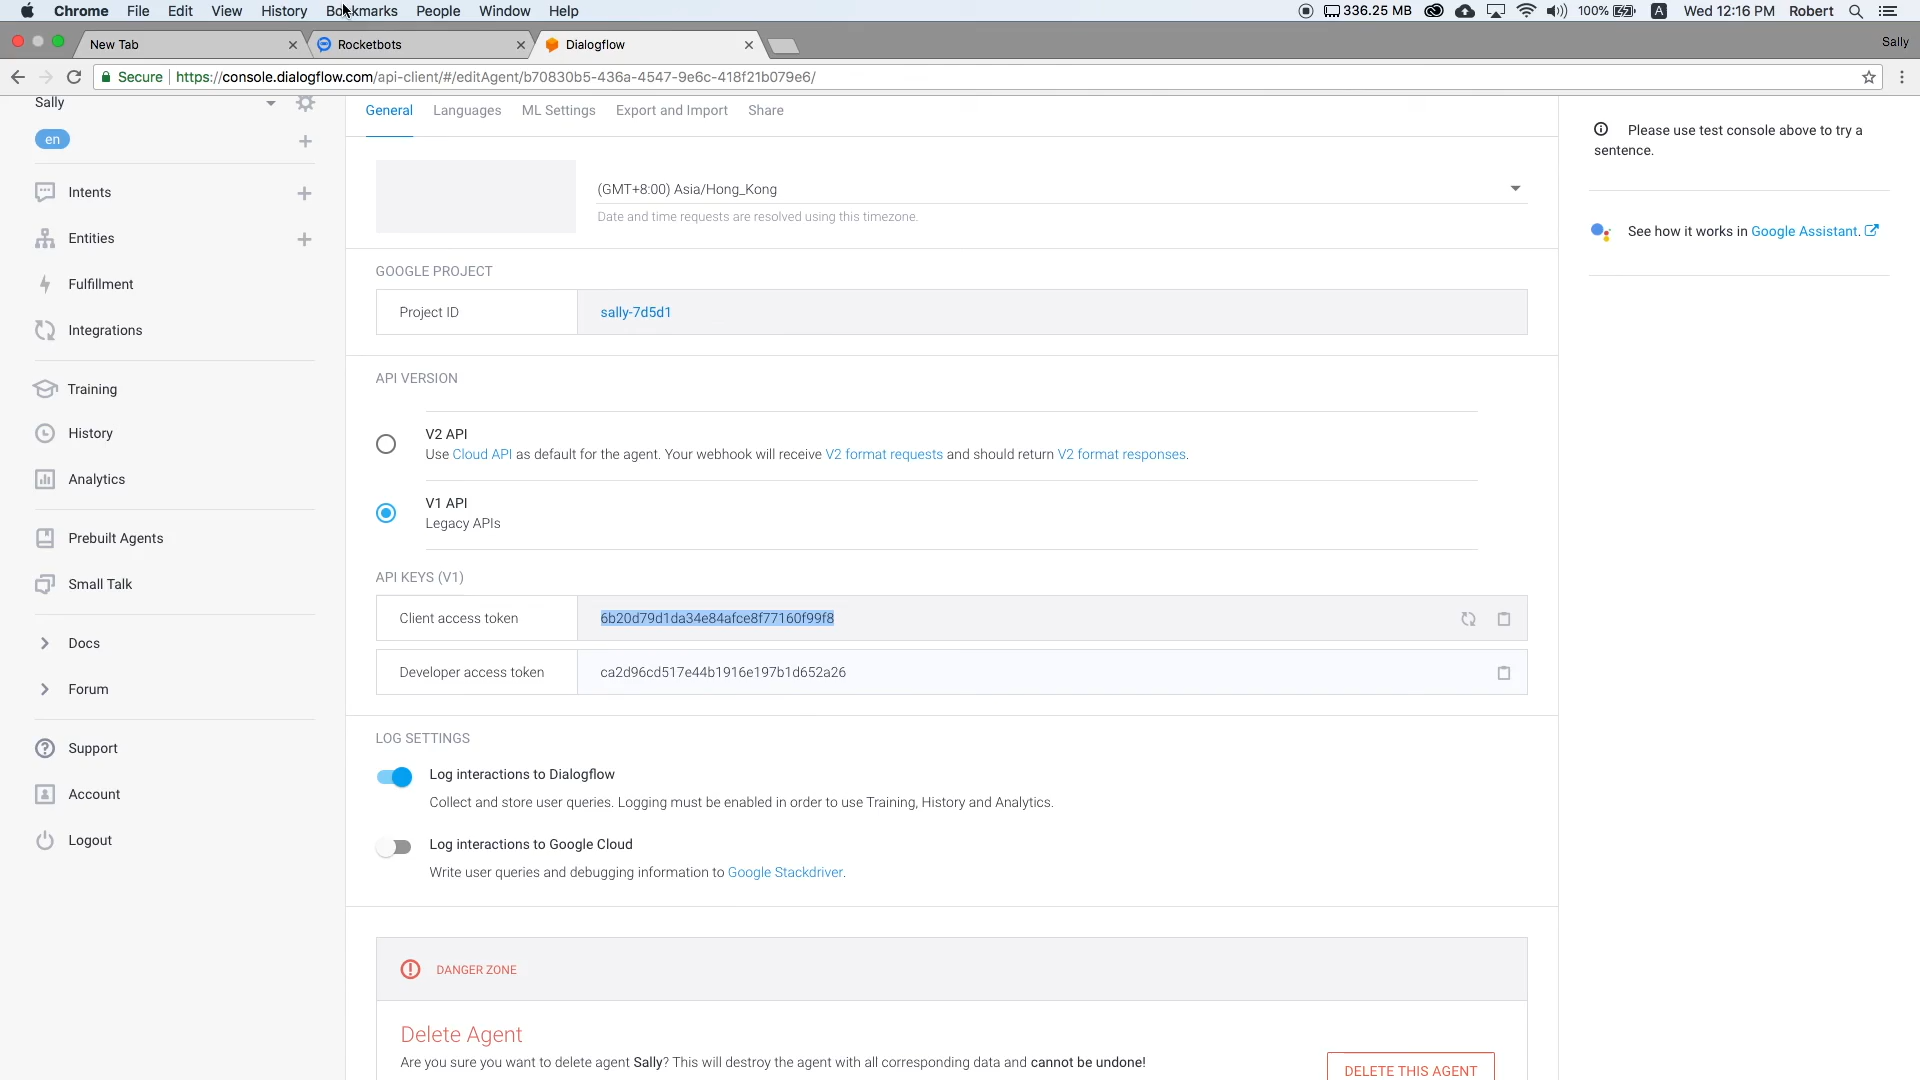 Chrome File Edit View History Bookmarks People Window Help 336.25 MB 100% A Wed 12:16 PM Robert
New Tab Rocketbots Dialogflow Sally
Secure https://console.dialogflow.com/api-client/#/editAgent/b70830b5-436a-4547-9e6c-418f21b079e6/
Sally
en
Intents
Entities
Fulfillment
Integrations
Training
History
Analytics
Prebuilt Agents
Small Talk
Docs
Forum
Support
Account
Logout
General Languages ML Settings Export and Import Share
(GMT+8:00) Asia/Hong_Kong
Date and time requests are resolved using this timezone.
GOOGLE PROJECT
Project ID sally-7d5d1
API VERSION
V2 API
Use Cloud API as default for the agent. Your webhook will receive V2 format requests and should return V2 format responses.
V1 API
Legacy APIs
API KEYS (V1)
Client access token 6b20d79d1da34e84afce8f77160f99f8
Developer access token ca2d96cd517e44b1916e197b1d652a26
LOG SETTINGS
Log interactions to Dialogflow
Collect and store user queries. Logging must be enabled in order to use Training, History and Analytics.
Log interactions to Google Cloud
Write user queries and debugging information to Google Stackdriver.
DANGER ZONE
Delete Agent
Are you sure you want to delete agent Sally? This will destroy the agent with all corresponding data and cannot be undone!
DELETE THIS AGENT
Please use test console above to try a
sentence.
See how it works in Google Assistant.